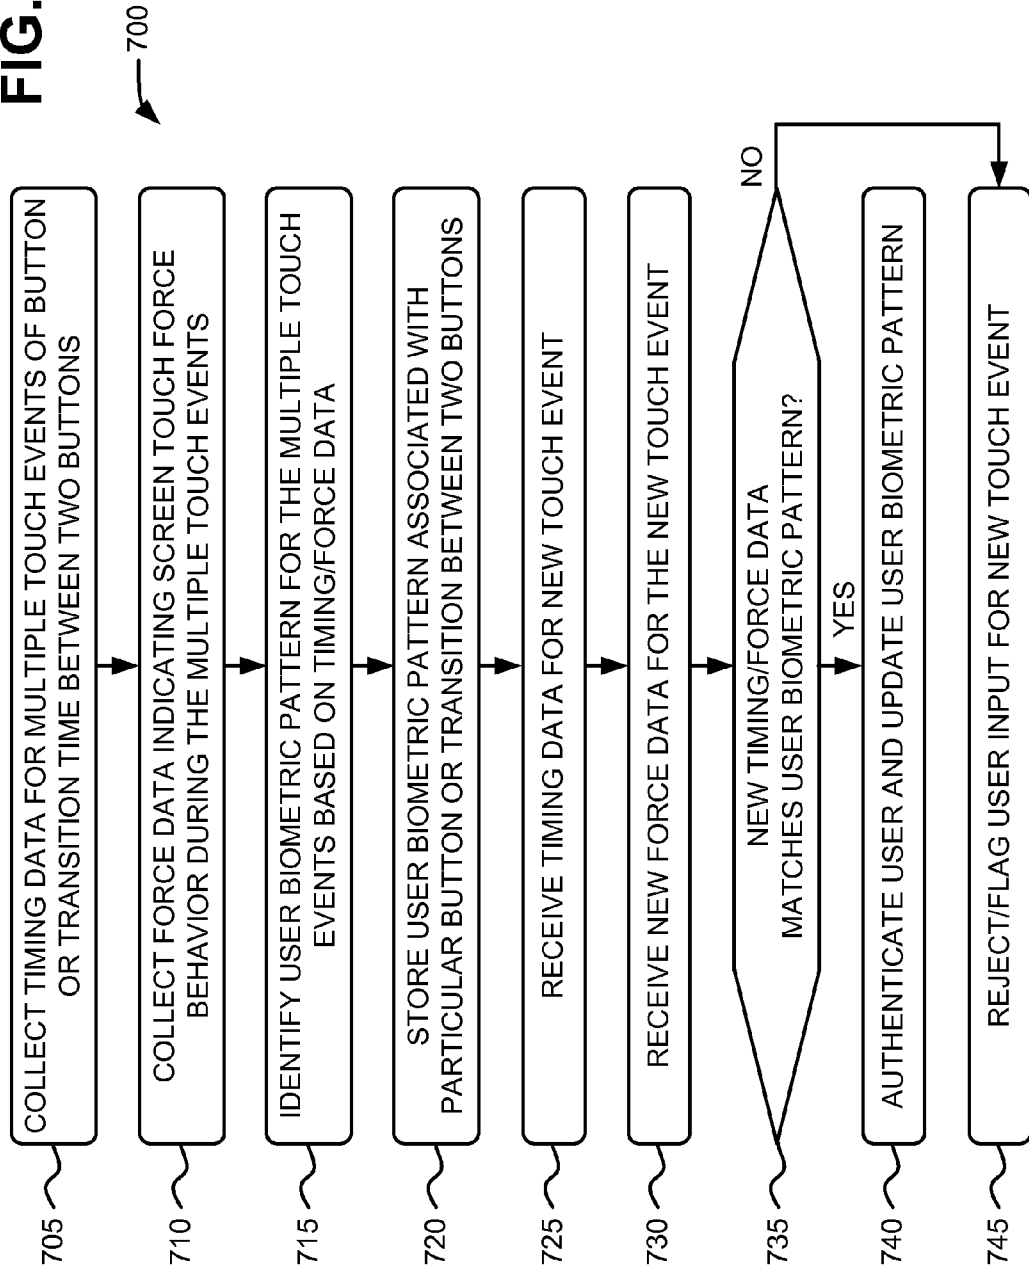 FIG.
700
705
COLLECT TIMING DATA FOR MULTIPLE TOUCH EVENTS OF BUTTON
OR TRANSITION TIME BETWEEN TWO BUTTONS
710
COLLECT FORCE DATA INDICATING SCREEN TOUCH FORCE
BEHAVIOR DURING THE MULTIPLE TOUCH EVENTS
715
IDENTIFY USER BIOMETRIC PATTERN FOR THE MULTIPLE TOUCH
EVENTS BASED ON TIMING/FORCE DATA
720
STORE USER BIOMETRIC PATTERN ASSOCIATED WITH
PARTICULAR BUTTON OR TRANSITION BETWEEN TWO BUTTONS
725
RECEIVE TIMING DATA FOR NEW TOUCH EVENT
730
RECEIVE NEW FORCE DATA FOR THE NEW TOUCH EVENT
735
NEW TIMING/FORCE DATA
MATCHES USER BIOMETRIC PATTERN?
NO
YES
740
AUTHENTICATE USER AND UPDATE USER BIOMETRIC PATTERN
745
REJECT/FLAG USER INPUT FOR NEW TOUCH EVENT